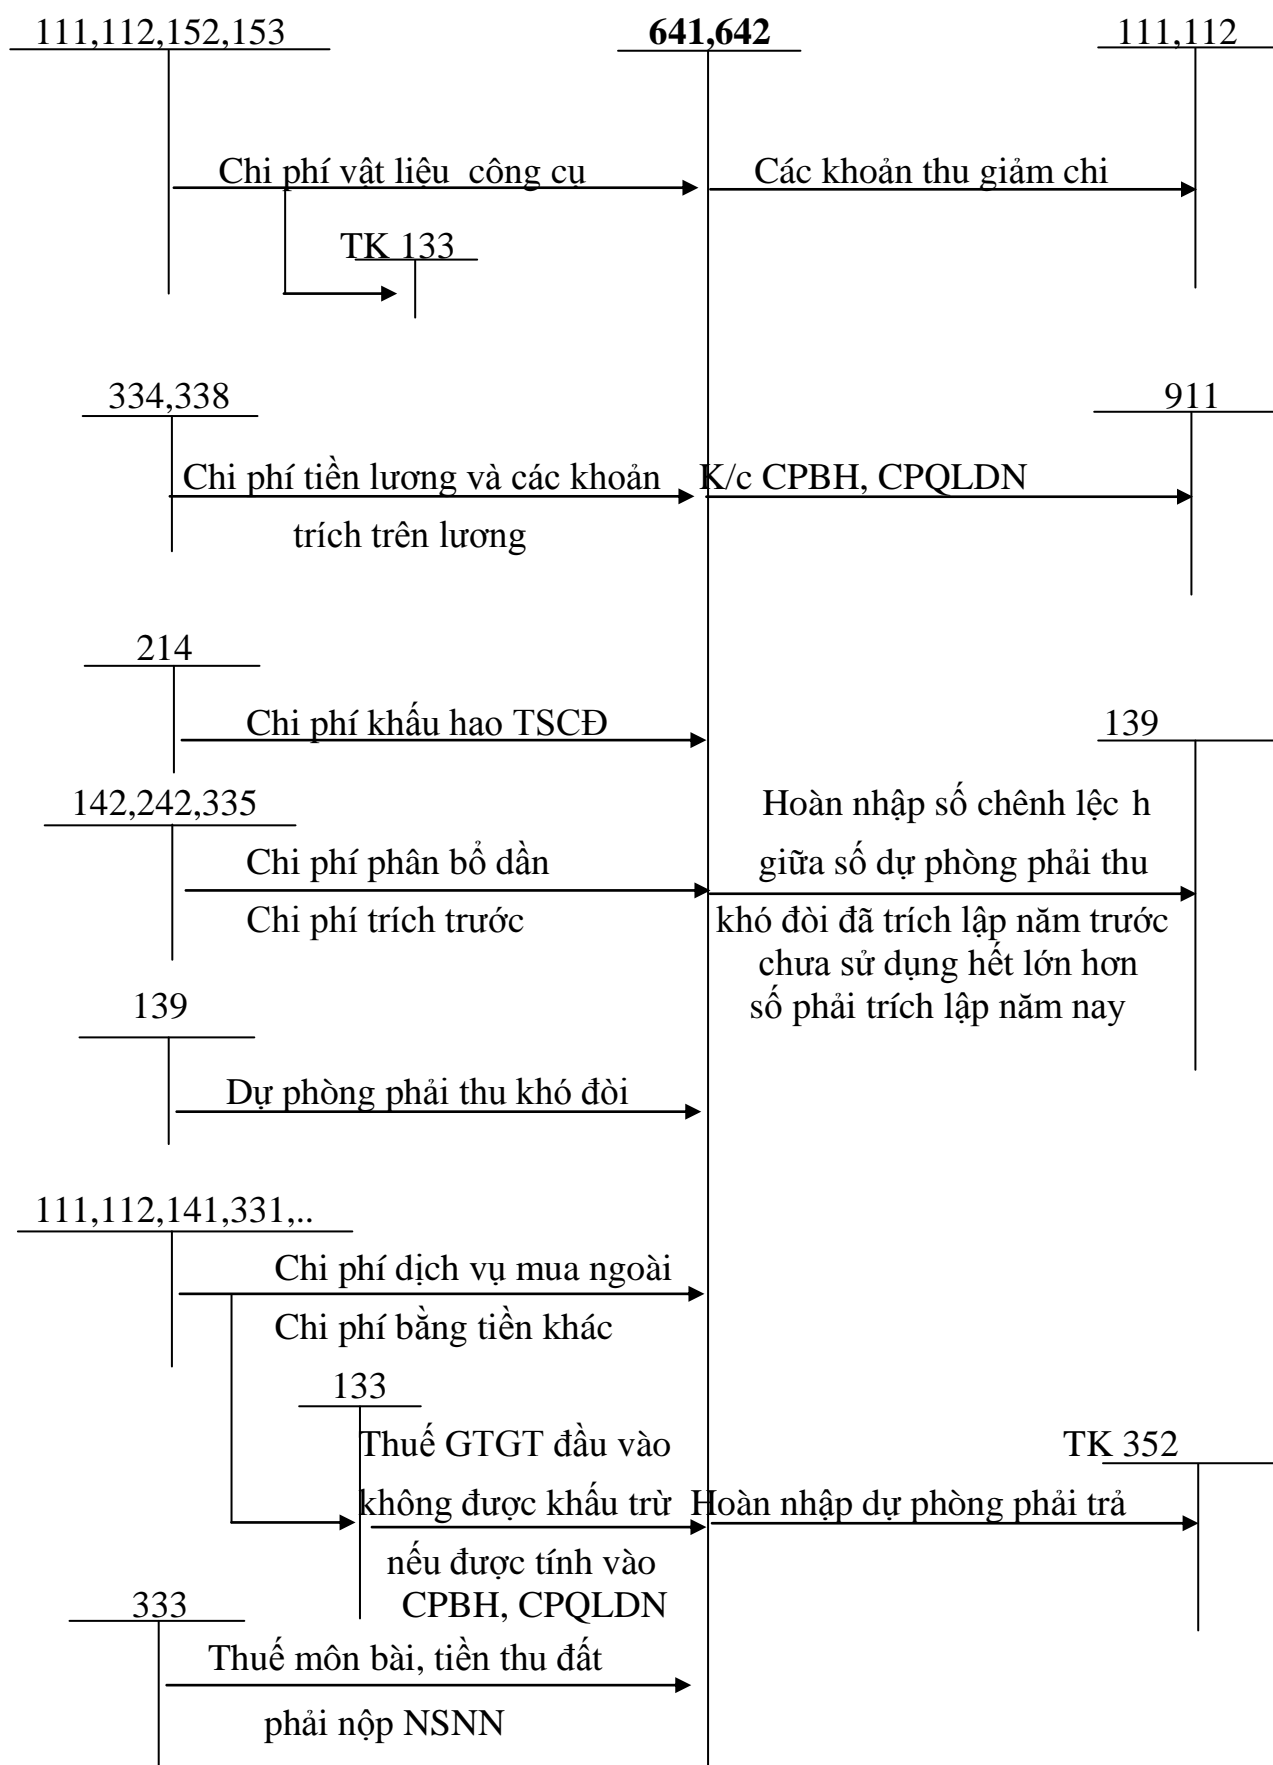 111,112,152,153
641,642
111,112
Chi phí vật liệu công cụ
Các khoản thu giảm chi
TK 133
334,338
911
Chi phí tiền lương và các khoản
K/c CPBH, CPQLDN
trích trên lương
214
Chi phí khấu hao TSCĐ
139
142,242,335
Hoàn nhập số chênh lệc h
Chi phí phân bổ dần
giữa số dự phòng phải thu
Chi phí trích trước
khó đòi đã trích lập năm trước
chưa sử dụng hết lớn hơn
139
số phải trích lập năm nay
Dự phòng phải thu khó đòi
111,112,141,331,..
Chi phí dịch vụ mua ngoài
Chi phí bằng tiền khác
133
Thuế GTGT đầu vào
TK 352
không được khấu trừ
Hoàn nhập dự phòng phải trả
nếu được tính vào
CPBH, CPQLDN
333
Thuế môn bài, tiền thu đất
phải nộp NSNN